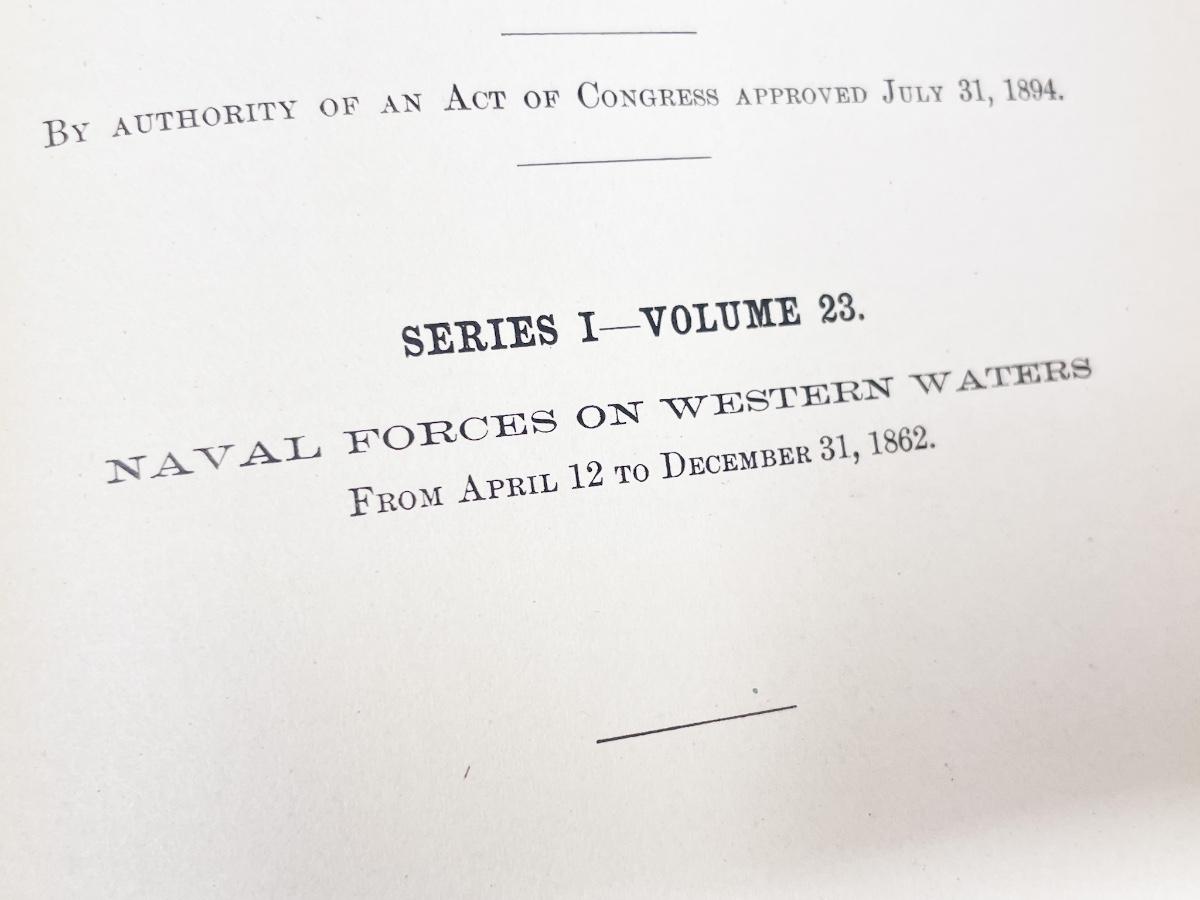 By authority of an Act of Congress approved July 31, 1894.
SERIES I—VOLUME 23.
NAVAL FORCES ON WESTERN WATERS
From April 12 to December 31, 1862.